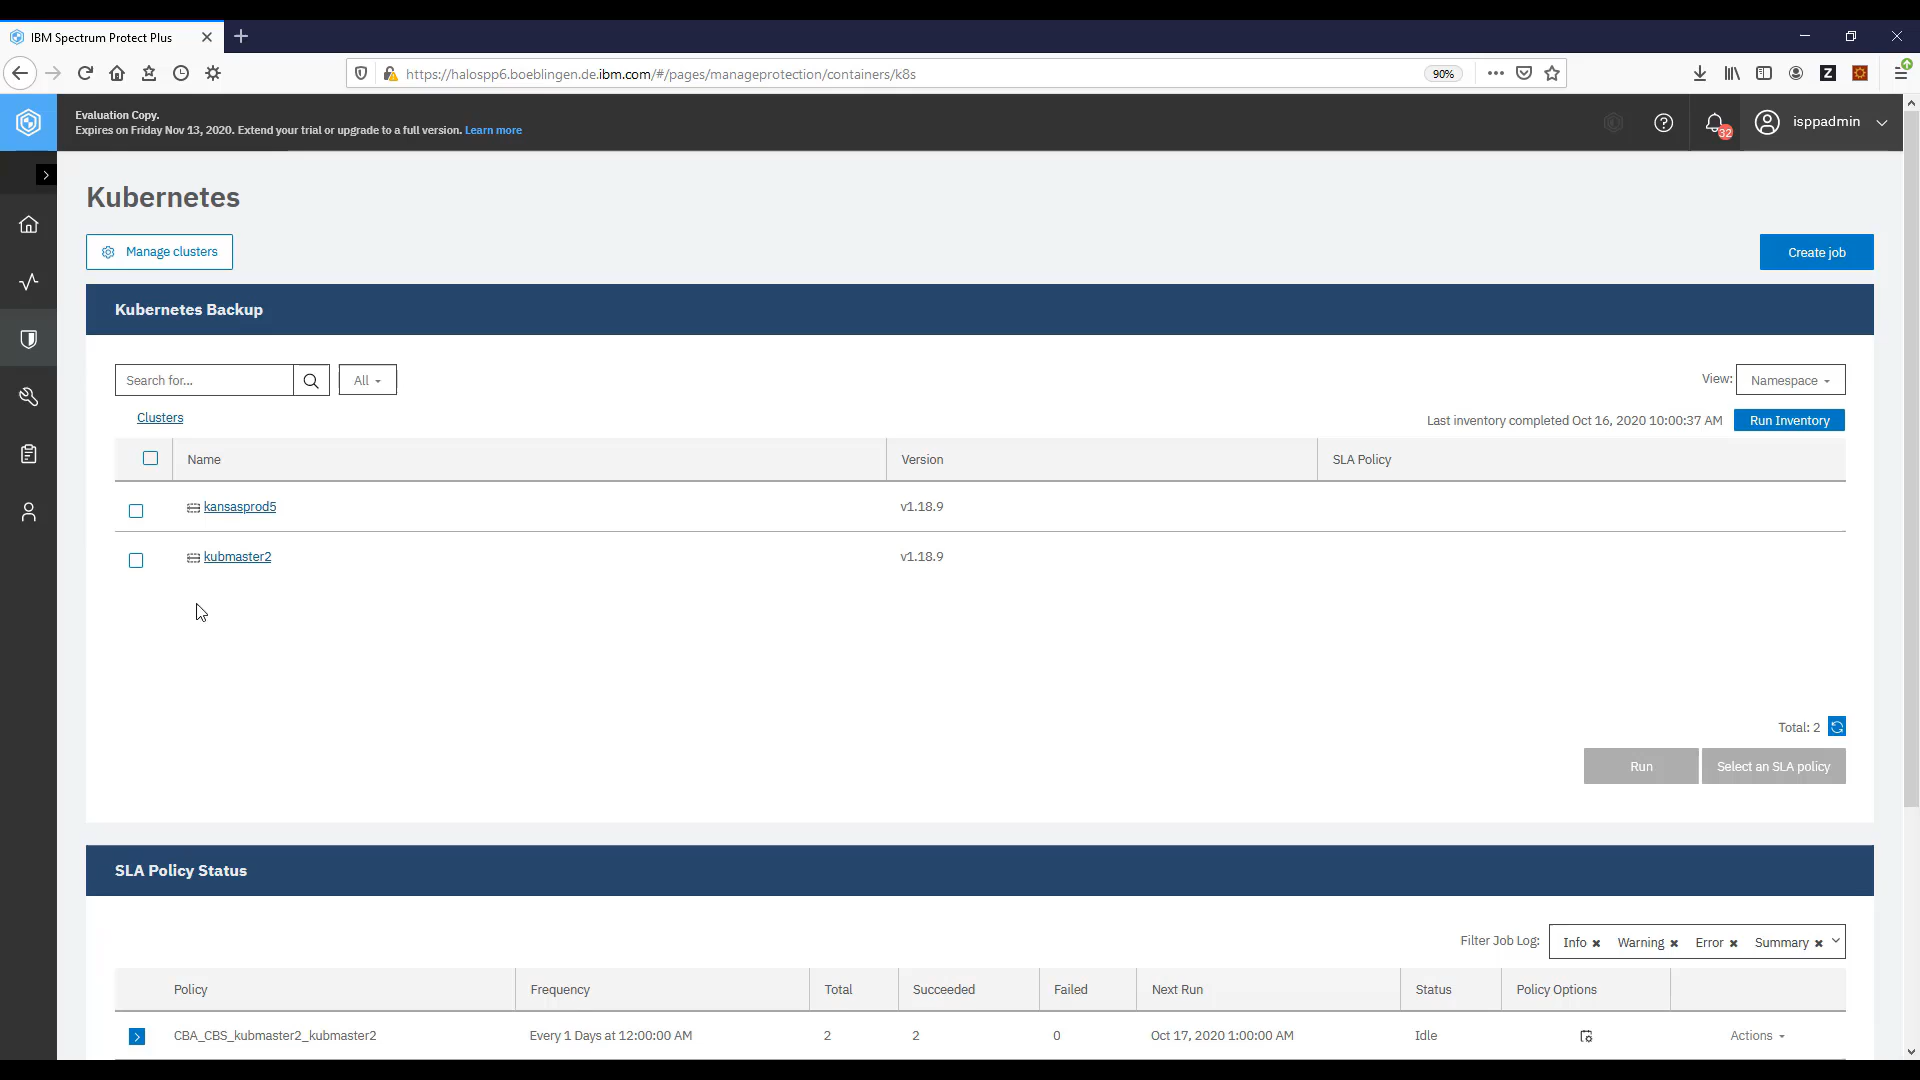 IBM Spectrum Protect Plus
https://halospp6.boeblingen.de.ibm.com/#/pages/manageprotection/containers/k8s
90%
Evaluation Copy.
Expires on Friday Nov 13, 2020. Extend your trial or upgrade to a full version. Learn more
32
isppadmin
Kubernetes
Manage clusters
Create job
Kubernetes Backup
Search for...
All
View:
Namespace
Clusters
Last inventory completed Oct 16, 2020 10:00:37 AM
Run Inventory
Name
Version
SLA Policy
kansasprod5
v1.18.9
kubmaster2
v1.18.9
Total: 2
Run
Select an SLA policy
SLA Policy Status
Filter Job Log:
Info × Warning × Error × Summary ×
Policy
Frequency
Total
Succeeded
Failed
Next Run
Status
Policy Options
CBA_CBS_kubmaster2_kubmaster2
Every 1 Days at 12:00:00 AM
2
2
0
Oct 17, 2020 1:00:00 AM
Idle
Actions